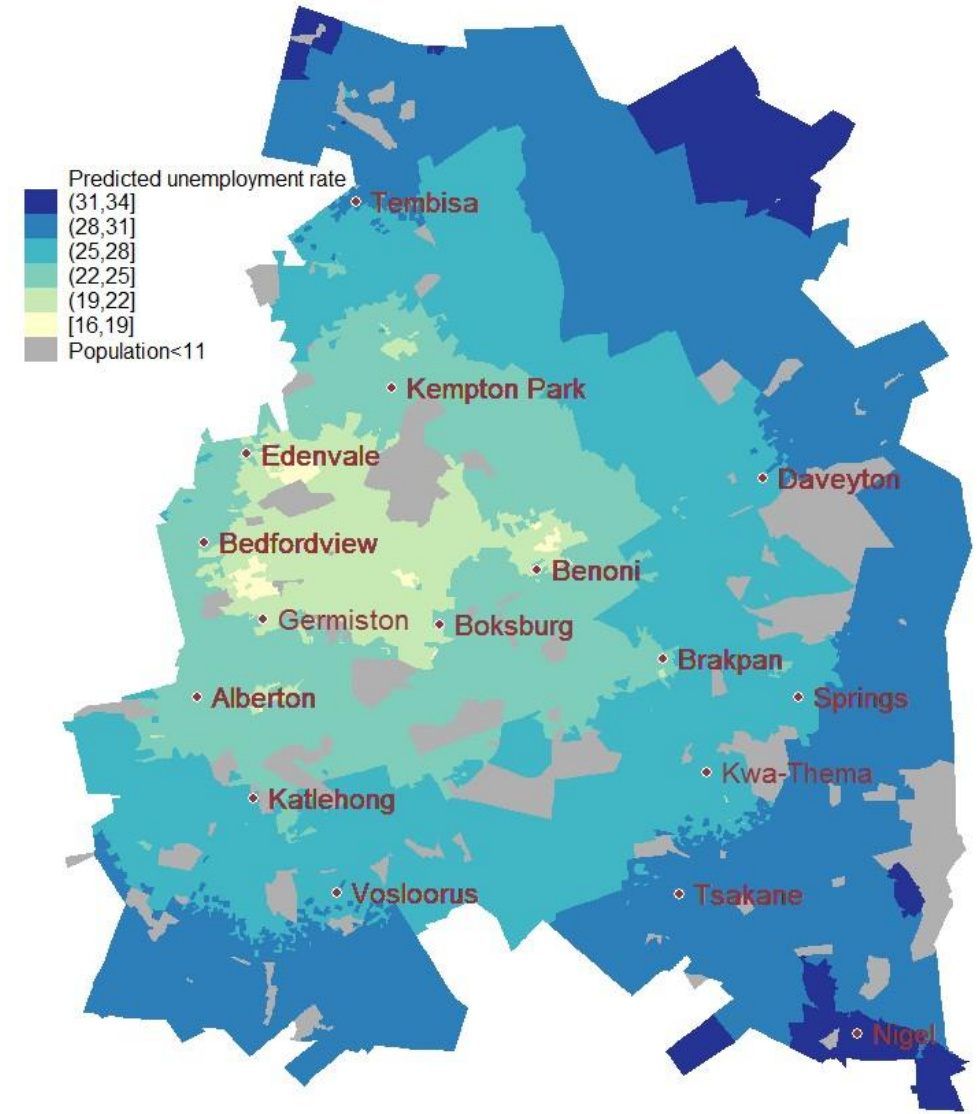 Predicted unemployment rate
(31,34]
(28,31]
(25,28]
(22,25]
(19,22]
[16,19]
Population<11
Tembisa
Kempton Park
Edenvale
Daveyton
Bedfordview
Benoni
Germiston
Boksburg
Brakpan
Alberton
Springs
Kwa-Thema
Katlehong
Vosloorus
Tsakane
Nigel